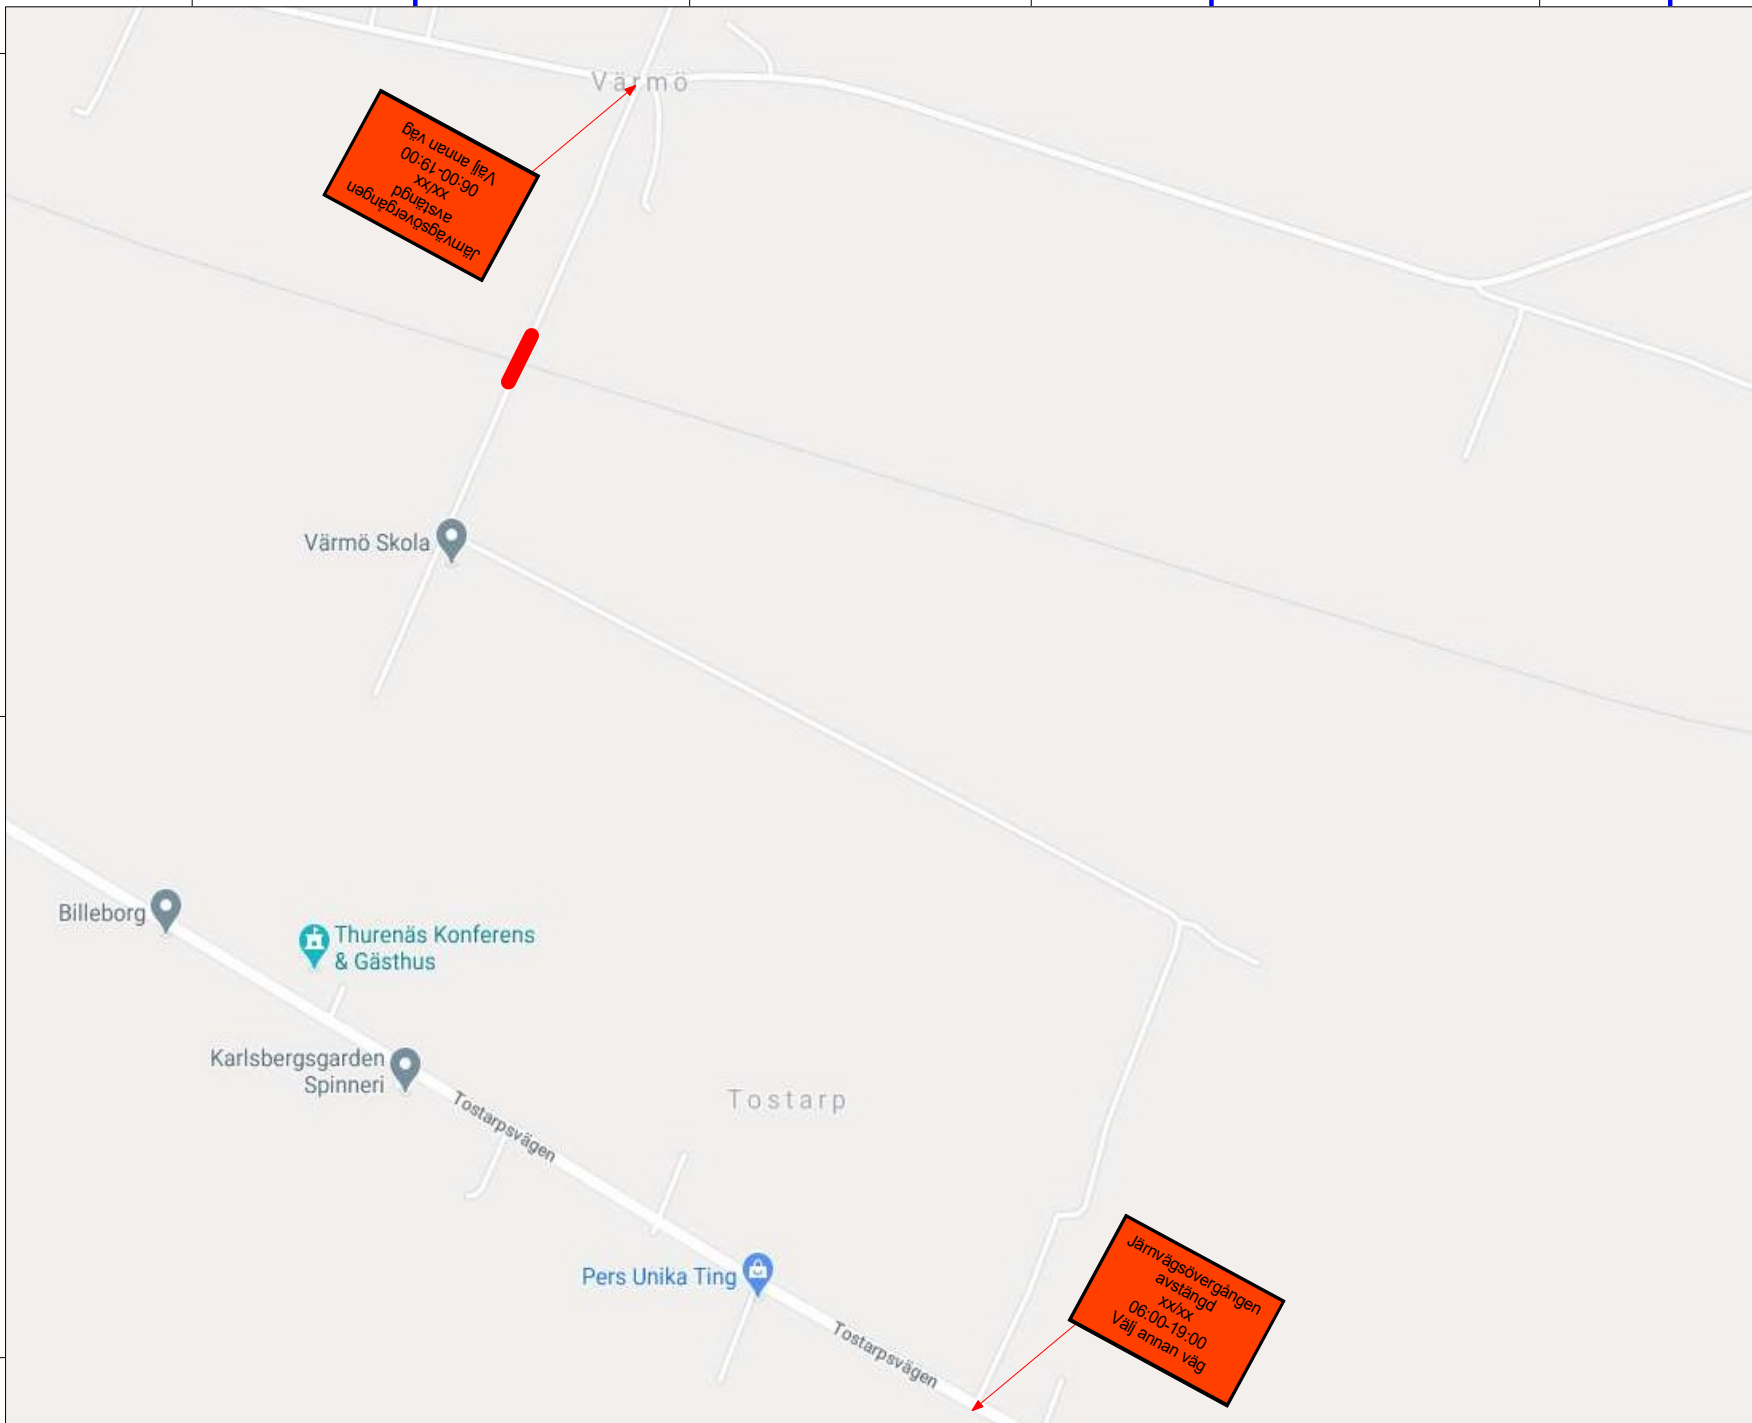 Värmö
Järnvägsövergången
avstängd
xx/xx
06:00-19:00
Välj annan väg
Värmö Skola
Billeborg
Thurenäs Konferens
& Gästhus
Karlsbergsgarden
Spinneri
Tostarpsvägen
Tostarp
Pers Unika Ting
Tostarpsvägen
Järnvägsövergången
avstängd
xx/xx
06:00-19:00
Välj annan väg